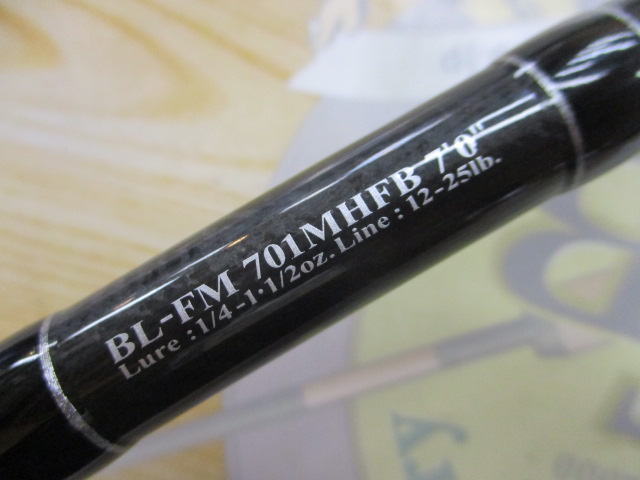 BL-FM 701MHFB 7'0"
Lure : 1/4-1·1/2oz. Line : 12-25lb.